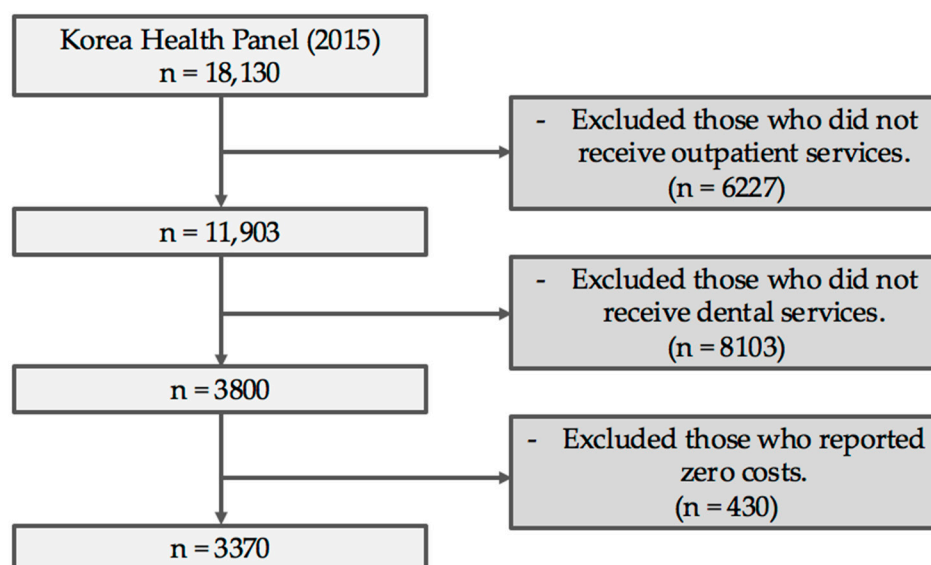 Korea Health Panel (2015)
n = 18,130
- Excluded those who did not
receive outpatient services.
(n = 6227)
n = 11,903
- Excluded those who did not
receive dental services.
(n = 8103)
n = 3800
- Excluded those who reported
zero costs.
(n = 430)
n = 3370